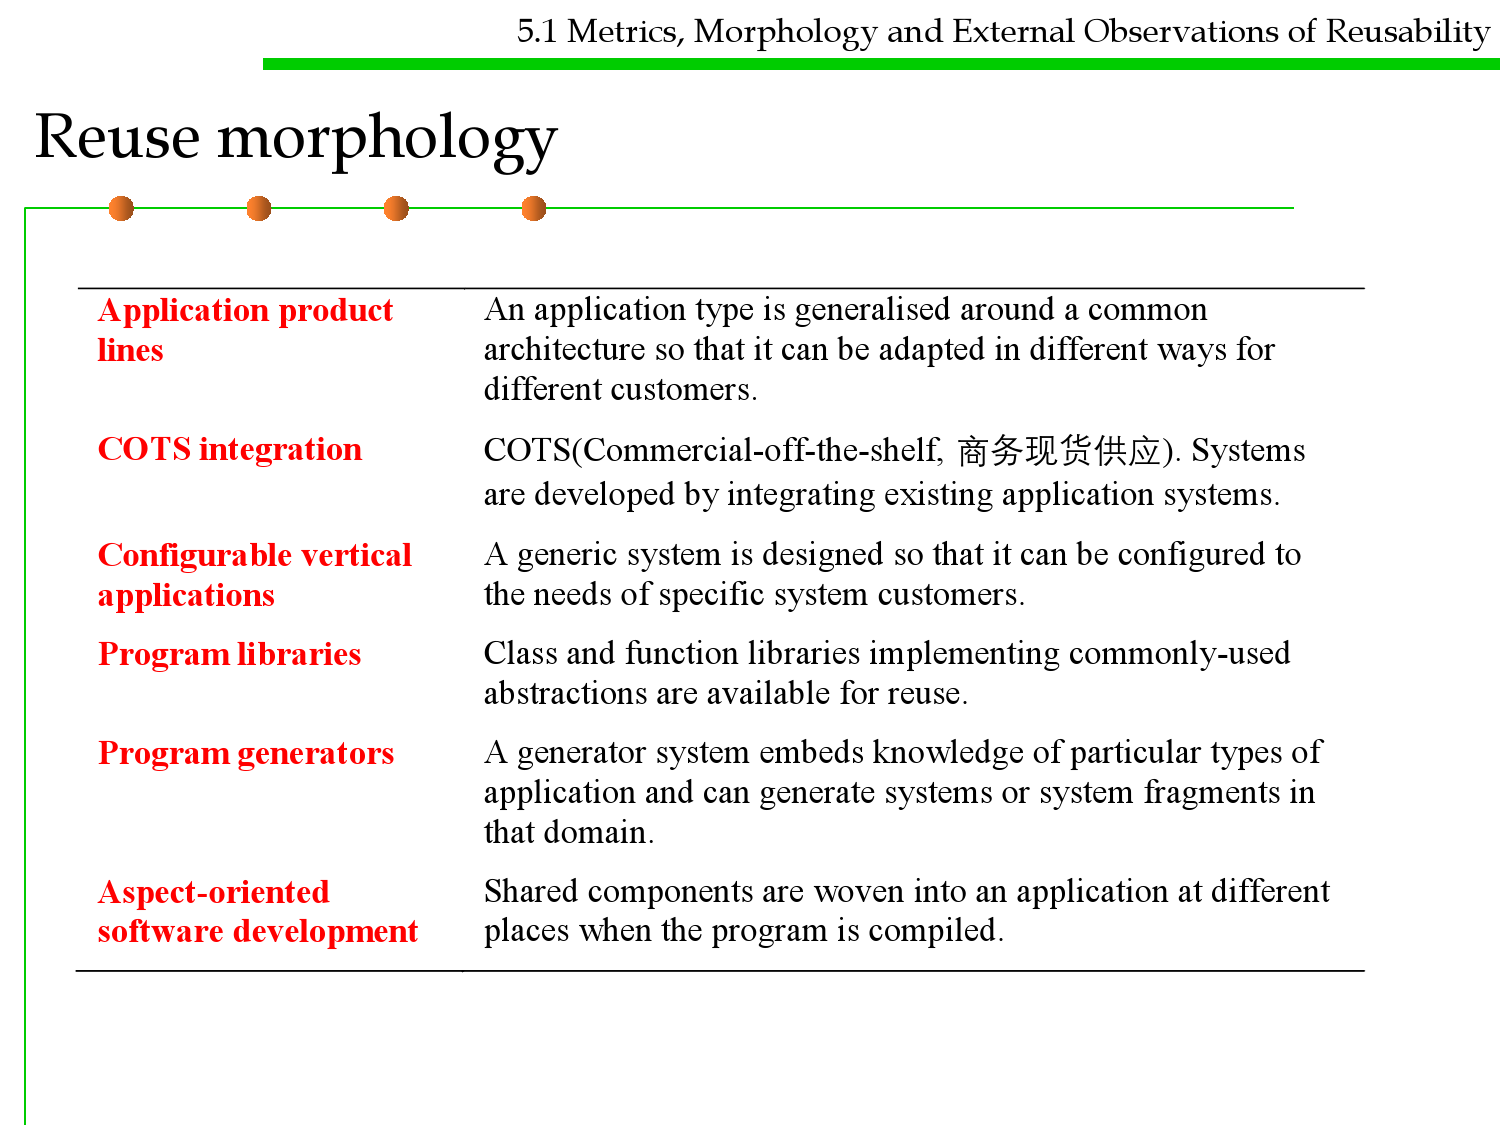 5.1 Metrics, Morphology and External Observations of Reusability
Reuse morphology
Application product
lines
An application type is generalised around a common
architecture so that it can be adapted in different ways for
different customers.
COTS integration
COTS(Commercial-off-the-shelf, 商务现货供应). Systems
are developed by integrating existing application systems.
Configurable vertical
applications
A generic system is designed so that it can be configured to
the needs of specific system customers.
Program libraries
Class and function libraries implementing commonly-used
abstractions are available for reuse.
Program generators
A generator system embeds knowledge of particular types of
application and can generate systems or system fragments in
that domain.
Aspect-oriented
software development
Shared components are woven into an application at different
places when the program is compiled.